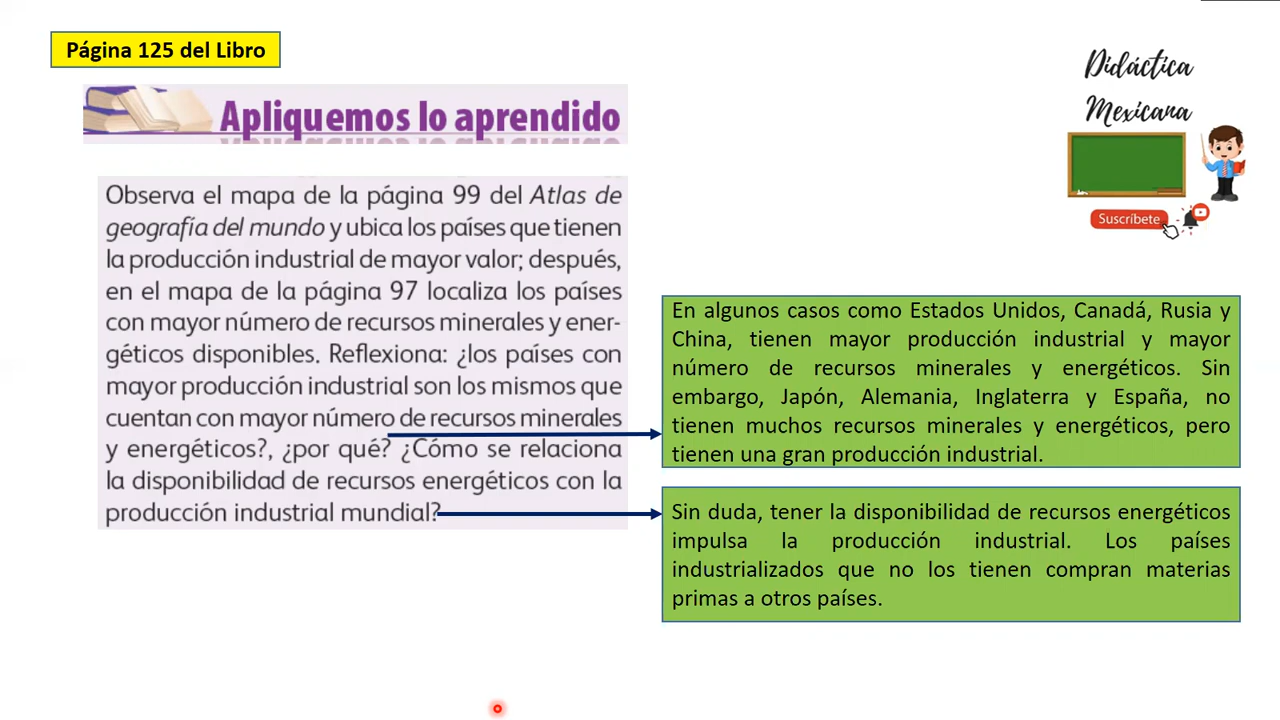 Página 125 del Libro
Didáctica
Mexicana
Apliquemos lo aprendido
Observa el mapa de la página 99 del Atlas de
geografía del mundo y ubica los países que tienen
la producción industrial de mayor valor; después,
en el mapa de la página 97 localiza los países
con mayor número de recursos minerales y ener-
géticos disponibles. Reflexiona: ¿los países con
mayor producción industrial son los mismos que
cuentan con mayor número de recursos minerales
y energéticos?, ¿por qué? ¿Cómo se relaciona
la disponibilidad de recursos energéticos con la
producción industrial mundial?
Suscríbete
En algunos casos como Estados Unidos, Canadá, Rusia y
China, tienen mayor producción industrial y mayor
número de recursos minerales y energéticos. Sin
embargo, Japón, Alemania, Inglaterra y España, no
tienen muchos recursos minerales y energéticos, pero
tienen una gran producción industrial.
Sin duda, tener la disponibilidad de recursos energéticos
impulsa la producción industrial. Los países
industrializados que no los tienen compran materias
primas a otros países.